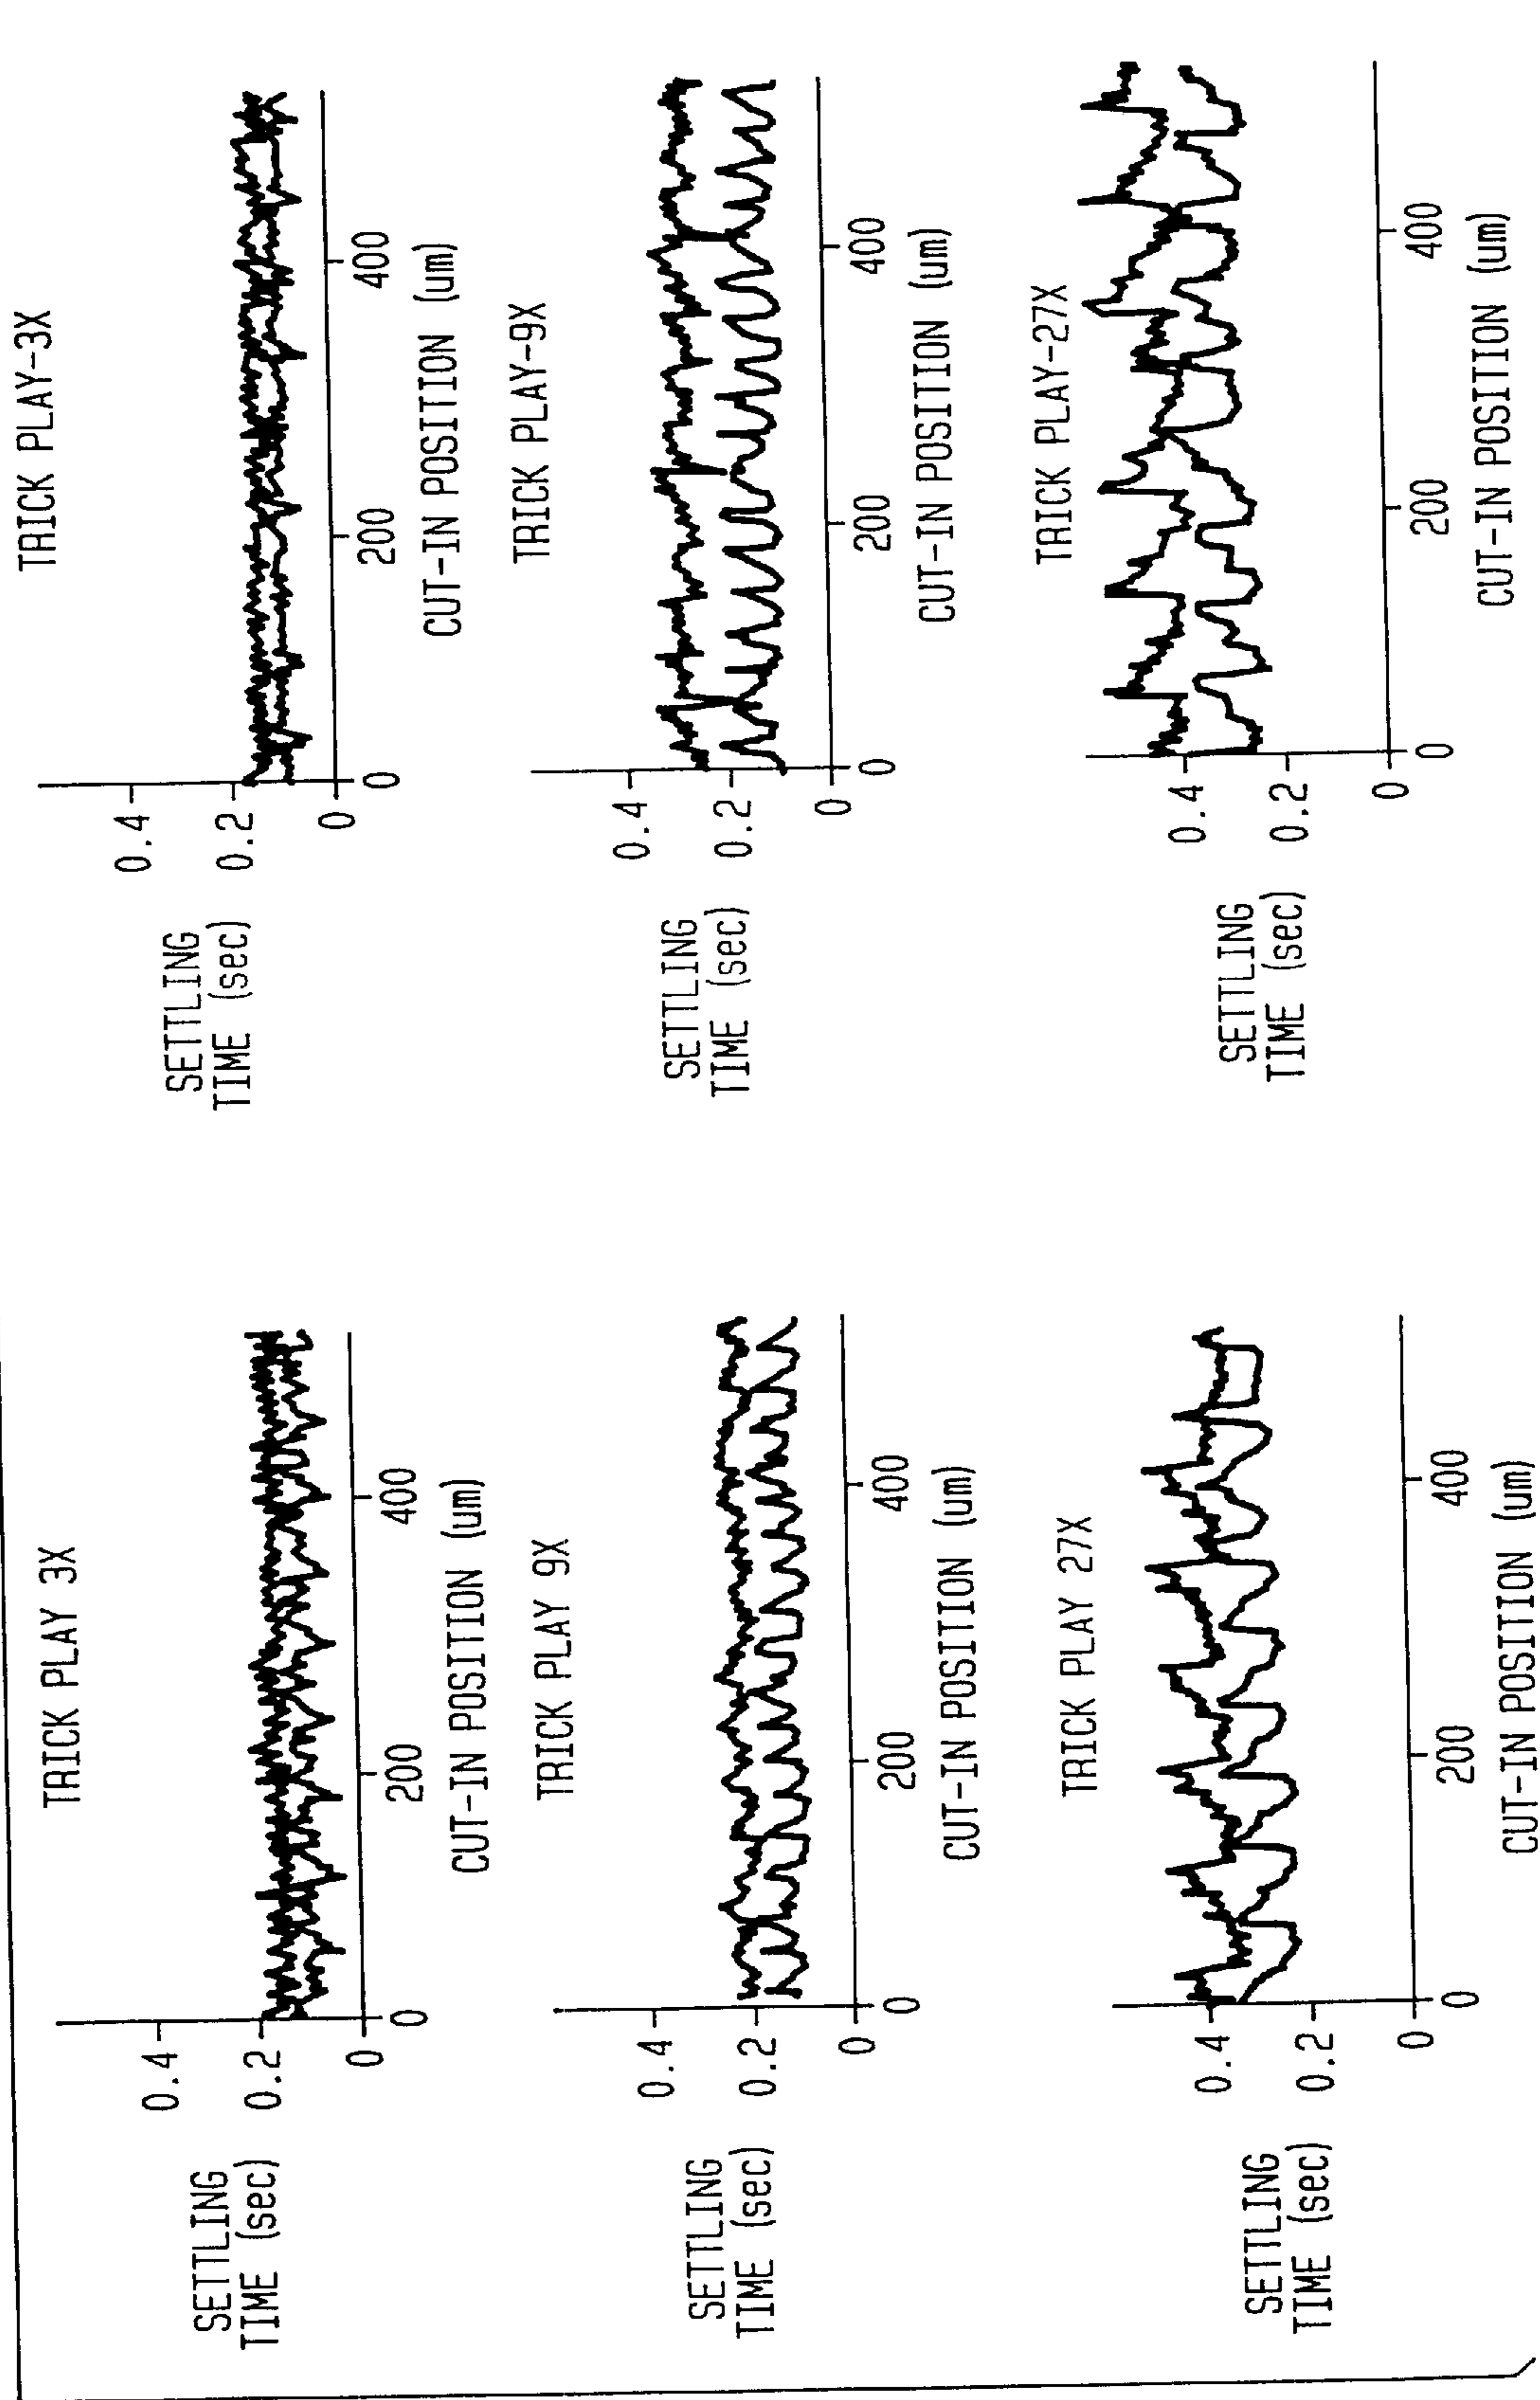 TRICK PLAY 3X
0.4
SETTLING
TIME (sec)
0.2
0
0
200
400
CUT-IN POSITION (um)
TRICK PLAY-3X
0.4
SETTLING
TIME (sec)
0.2
0
0
200
400
CUT-IN POSITION (um)
TRICK PLAY 9X
0.4
SETTLING
TIME (sec)
0.2
0
0
200
400
CUT-IN POSITION (um)
TRICK PLAY-9X
0.4
SETTLING
TIME (sec)
0.2
0
0
200
400
CUT-IN POSITION (um)
TRICK PLAY 27X
0.4
SETTLING
TIME (sec)
0.2
0
0
200
400
CUT-IN POSITION (um)
TRICK PLAY-27X
0.4
SETTLING
TIME (sec)
0.2
0
0
200
400
CUT-IN POSITION (um)